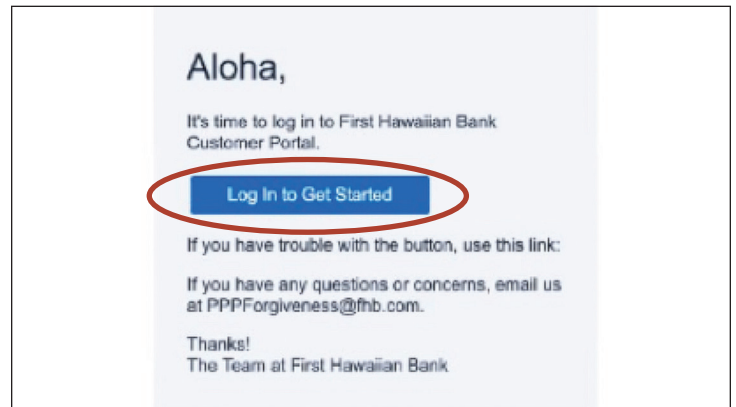 Aloha,
It's time to log in to First Hawaiian Bank
Customer Portal.
Log In to Get Started
If you have trouble with the button, use this link:
If you have any questions or concerns, email us
at PPPForgiveness@fhb.com.
Thanks!
The Team at First Hawaiian Bank